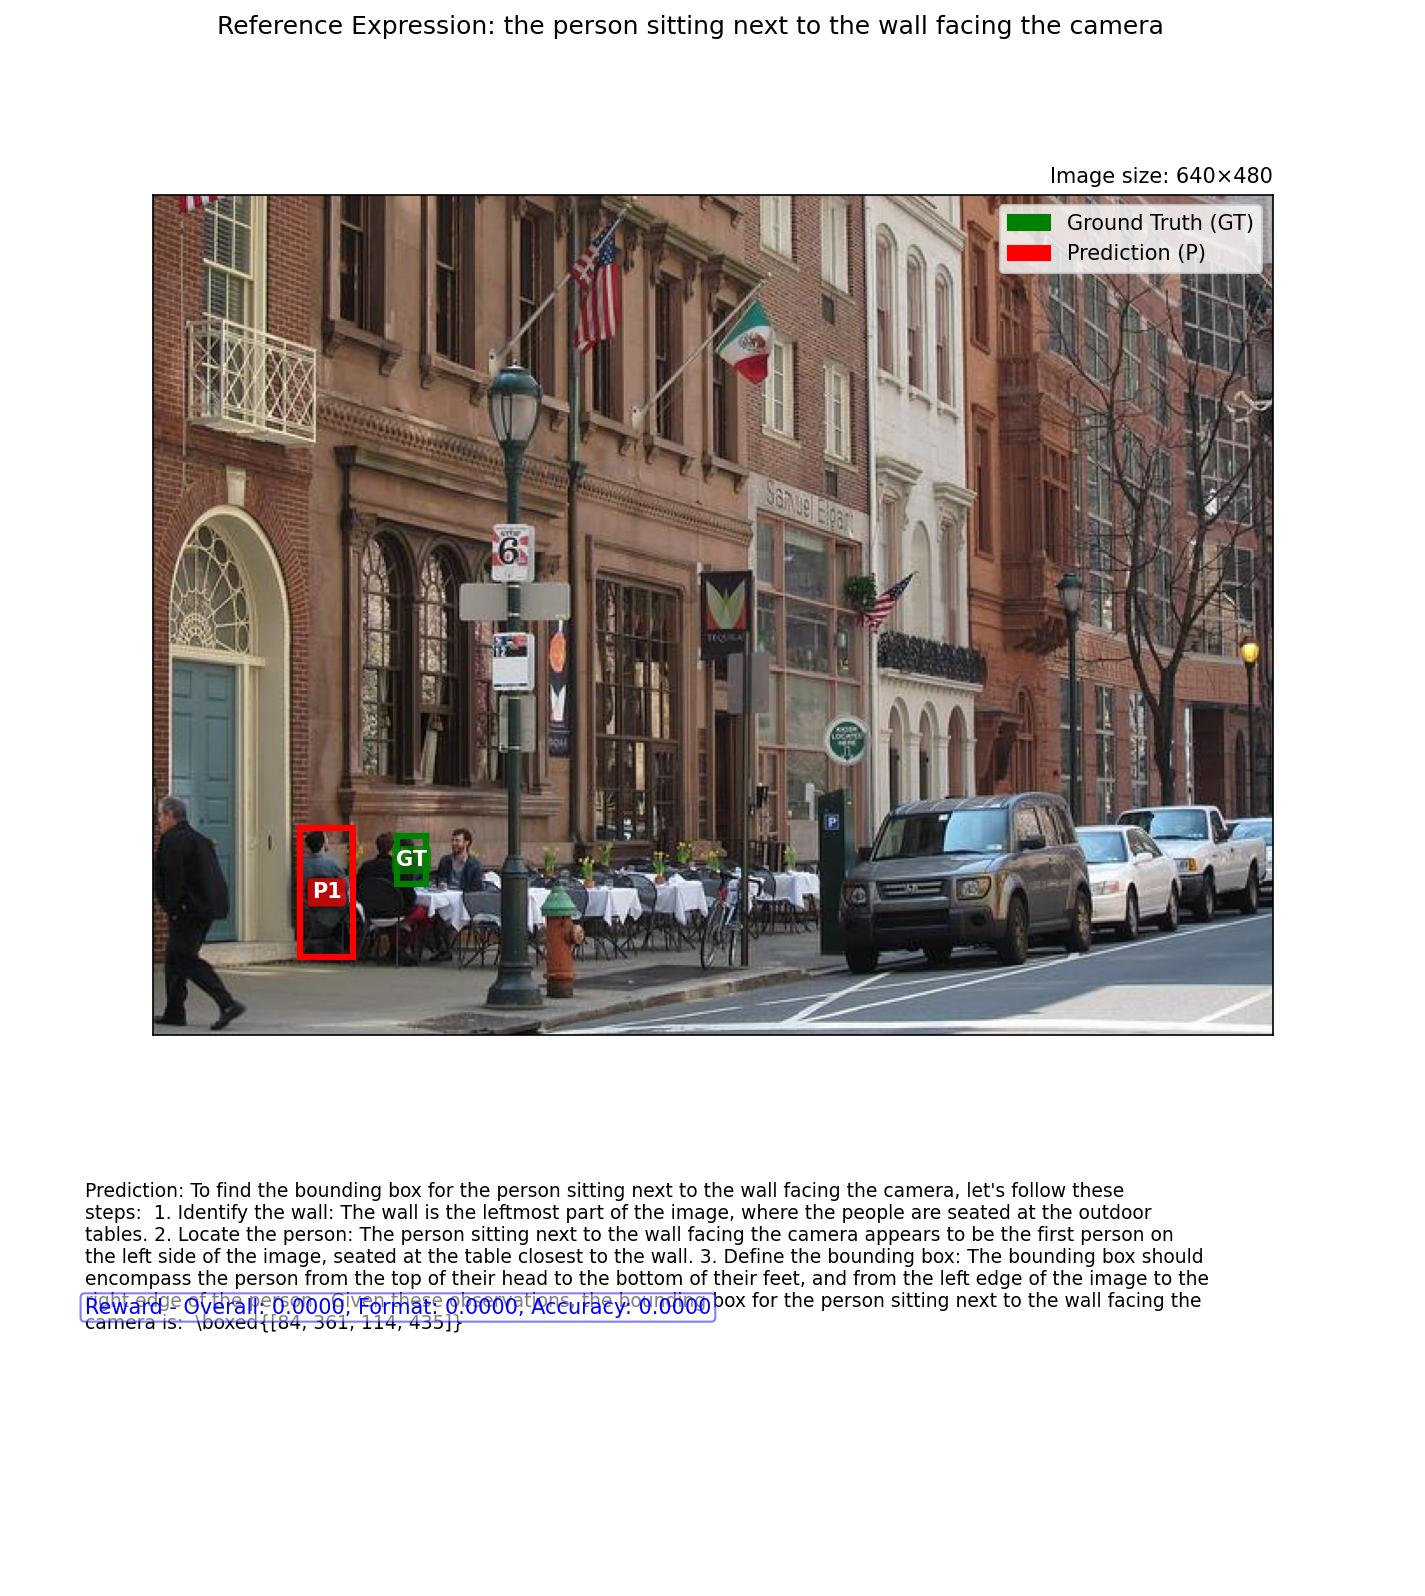 Reference Expression: the person sitting next to the wall facing the camera
Image size: 640×480
Ground Truth (GT)
Prediction (P)
Samuel Elgart
STOP
6
TEQUILA
KIOSK
LOCATED
HERE
P
GT
P1
Prediction: To find the bounding box for the person sitting next to the wall facing the camera, let's follow these
steps:  1. Identify the wall: The wall is the leftmost part of the image, where the people are seated at the outdoor
tables. 2. Locate the person: The person sitting next to the wall facing the camera appears to be the first person on
the left side of the image, seated at the table closest to the wall. 3. Define the bounding box: The bounding box should
encompass the person from the top of their head to the bottom of their feet, and from the left edge of the image to the
right edge of the person.  Given these observations, the bounding box for the person sitting next to the wall facing the
Reward - Overall: 0.0000, Format: 0.0000, Accuracy: 0.0000
camera is:  \boxed{[84, 361, 114, 435]}